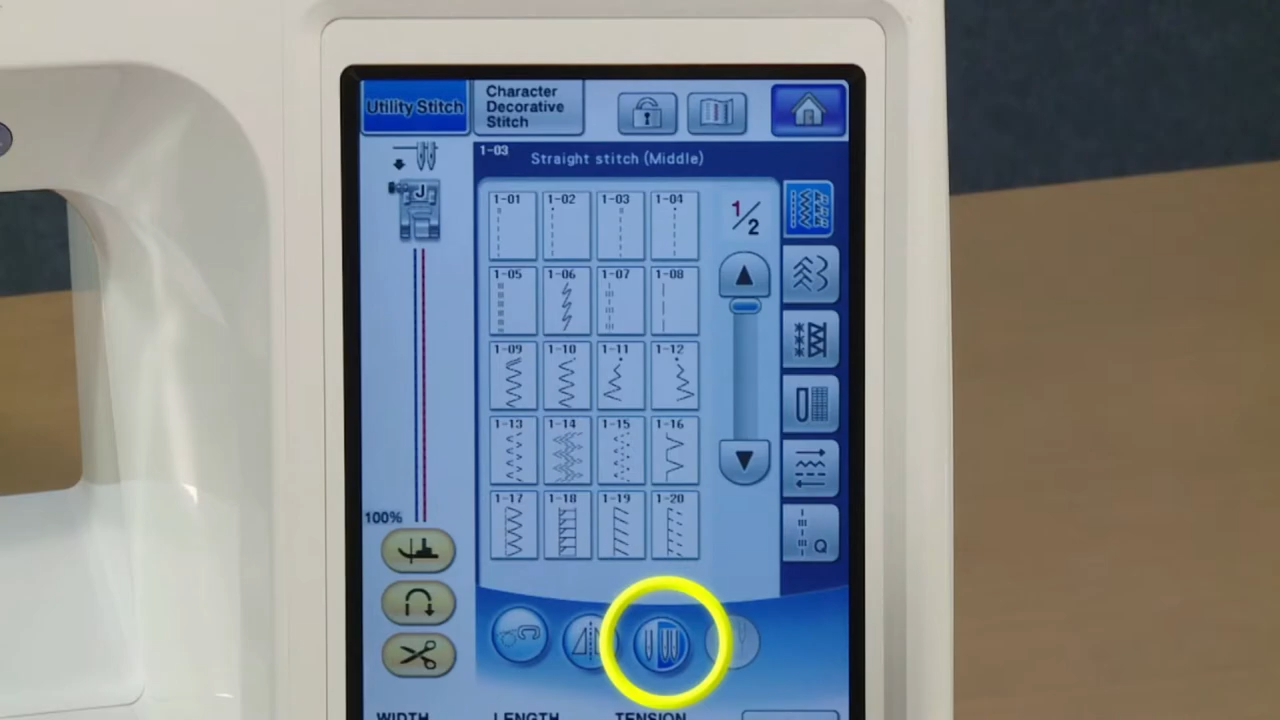 Utility Stitch
Character
Decorative
Stitch
1-03
Straight stitch (Middle)
J
1-01 1-02 1-03 1-04
1/2
1-05 1-06 1-07 1-08
1-09 1-10 1-11 1-12
1-13 1-14 1-15 1-16
1-17 1-18 1-19 1-20
100%
Q
WIDTH LENGTH TENSION